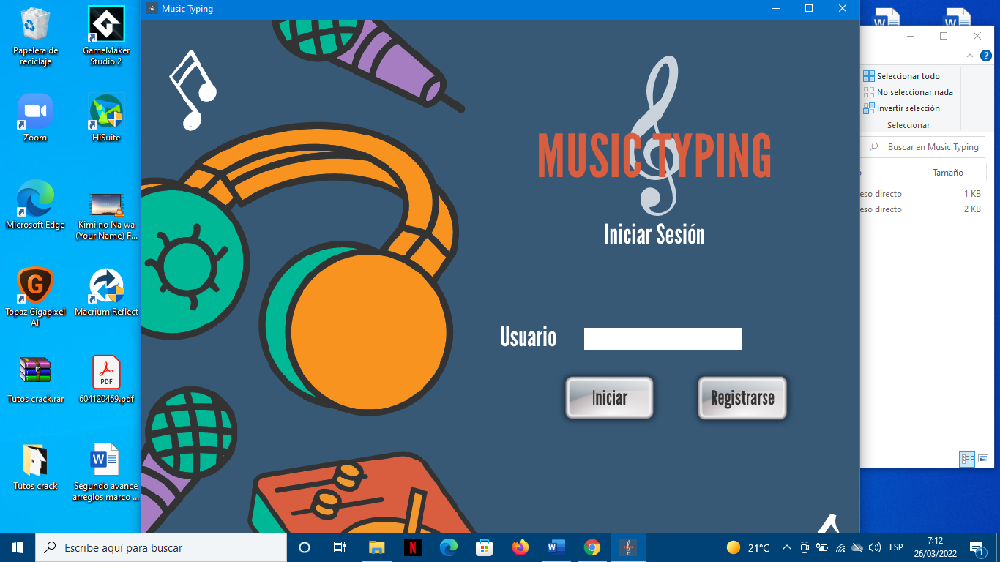 Music Typing
Papelera de
reciclaje
GameMaker
Studio 2
Zoom
HiSuite
Microsoft Edge
Kimi no Na wa
(Your Name) F...
Topaz Gigapixel
AI
Macrium Reflect
Tutos crack.rar
PDF
604120469.pdf
Tutos crack
Segundo avance
arreglos marco ...
MUSIC TYPING
Iniciar Sesión
Usuario
Iniciar
Registrarse
Seleccionar todo
No seleccionar nada
Invertir selección
Seleccionar
Buscar en Music Typing
Tamaño
eso directo 1 KB
eso directo 2 KB
Escribe aquí para buscar
21°C
ESP
7:12
26/03/2022
1